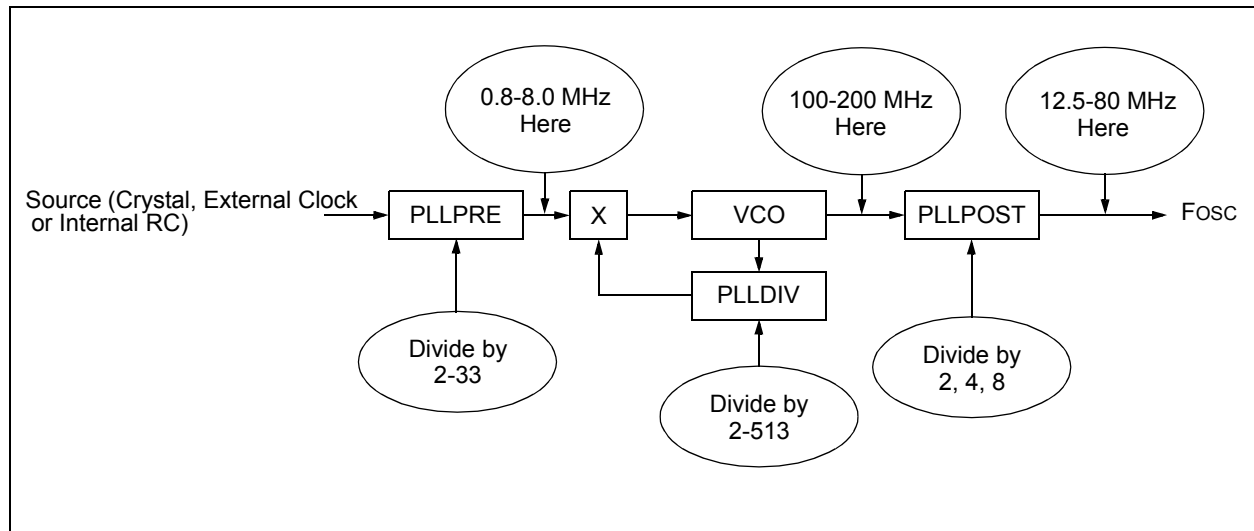 0.8-8.0 MHz
Here
100-200 MHz
Here
12.5-80 MHz
Here
Source (Crystal, External Clock
or Internal RC)
PLLPRE
X
VCO
PLLPOST
FOSC
PLLDIV
Divide by
2-33
Divide by
2-513
Divide by
2, 4, 8